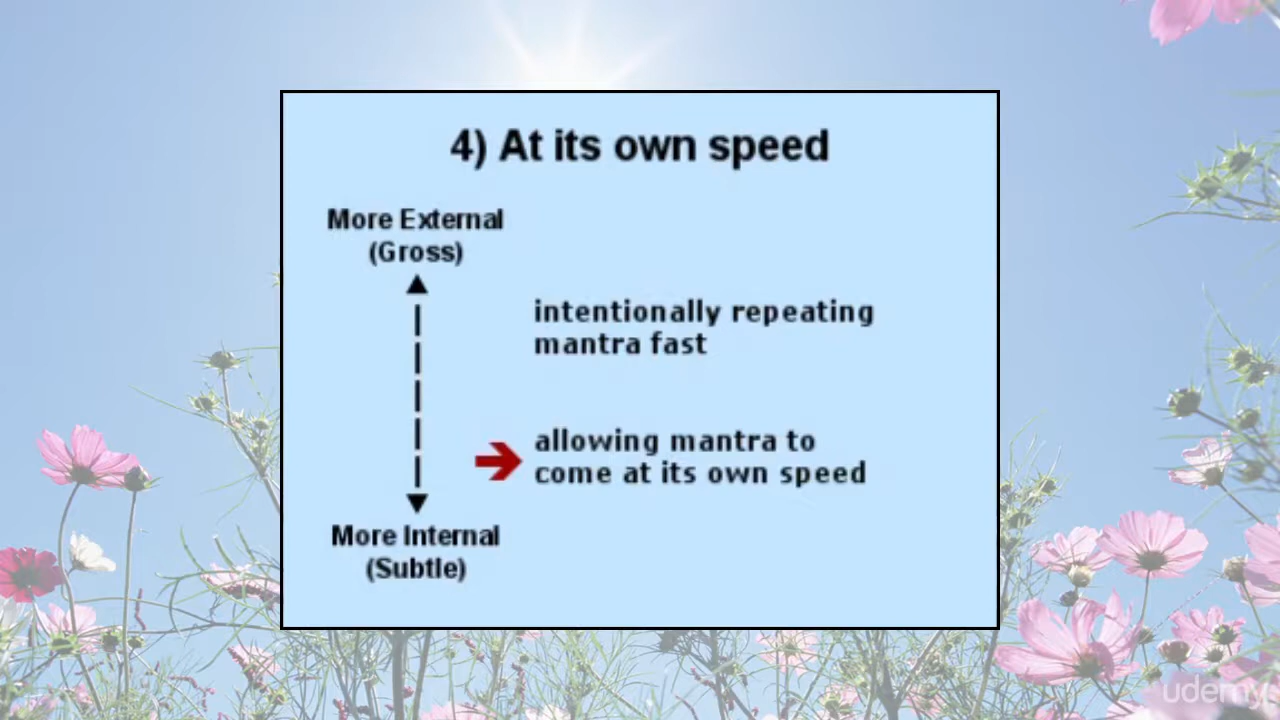 4) At its own speed
More External
(Gross)
intentionally repeating
mantra fast
allowing mantra to
come at its own speed
More Internal
(Subtle)
udemy